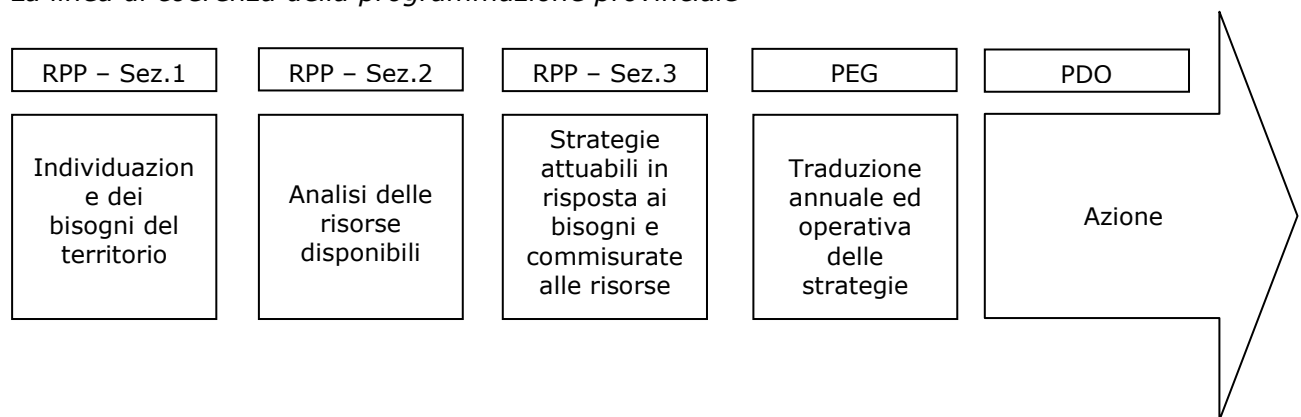 La linea di coerenza della programmazione provinciale
RPP – Sez.1
RPP – Sez.2
RPP – Sez.3
PEG
PDO
Individuazion
e dei
bisogni del
territorio
Analisi delle
risorse
disponibili
Strategie
attuabili in
risposta ai
bisogni e
commisurate
alle risorse
Traduzione
annuale ed
operativa
delle
strategie
Azione